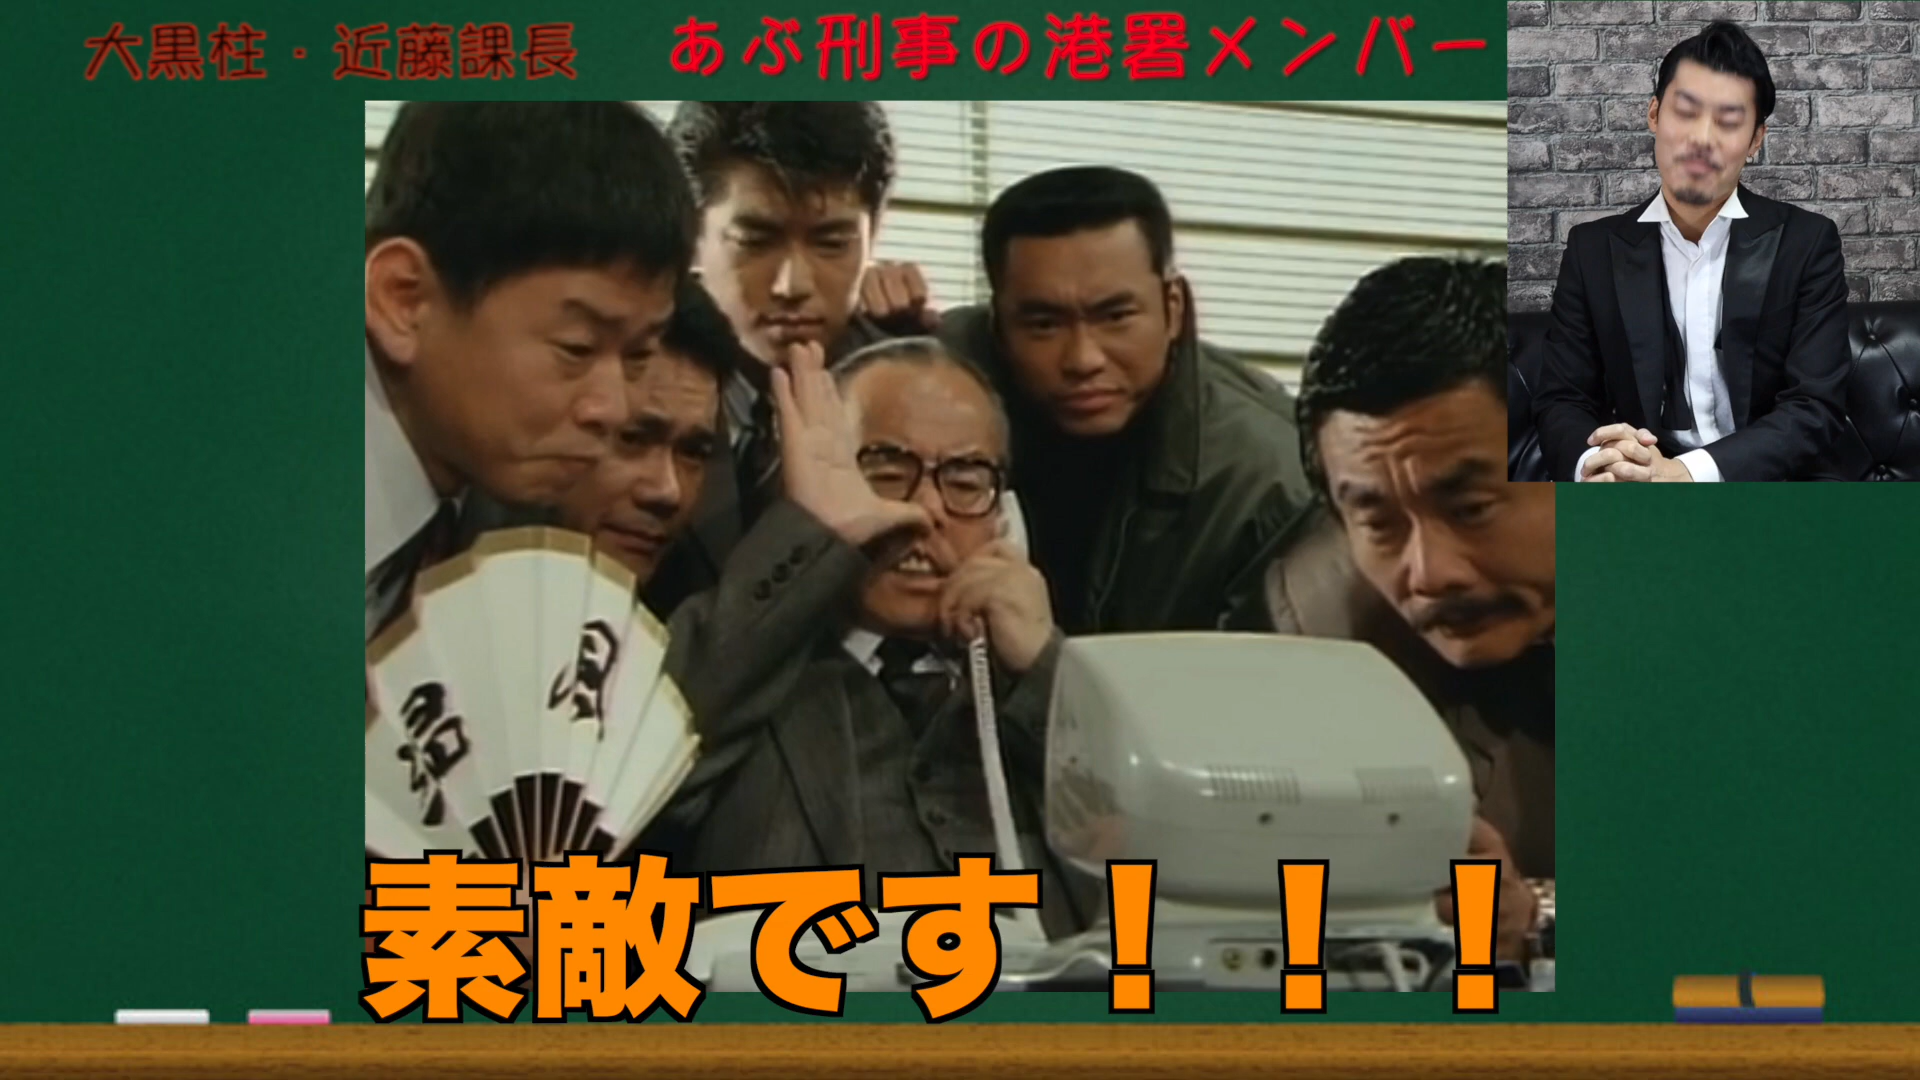 大黒柱・近藤課長
あぶ刑事の港署メンバー
素敵です！！！